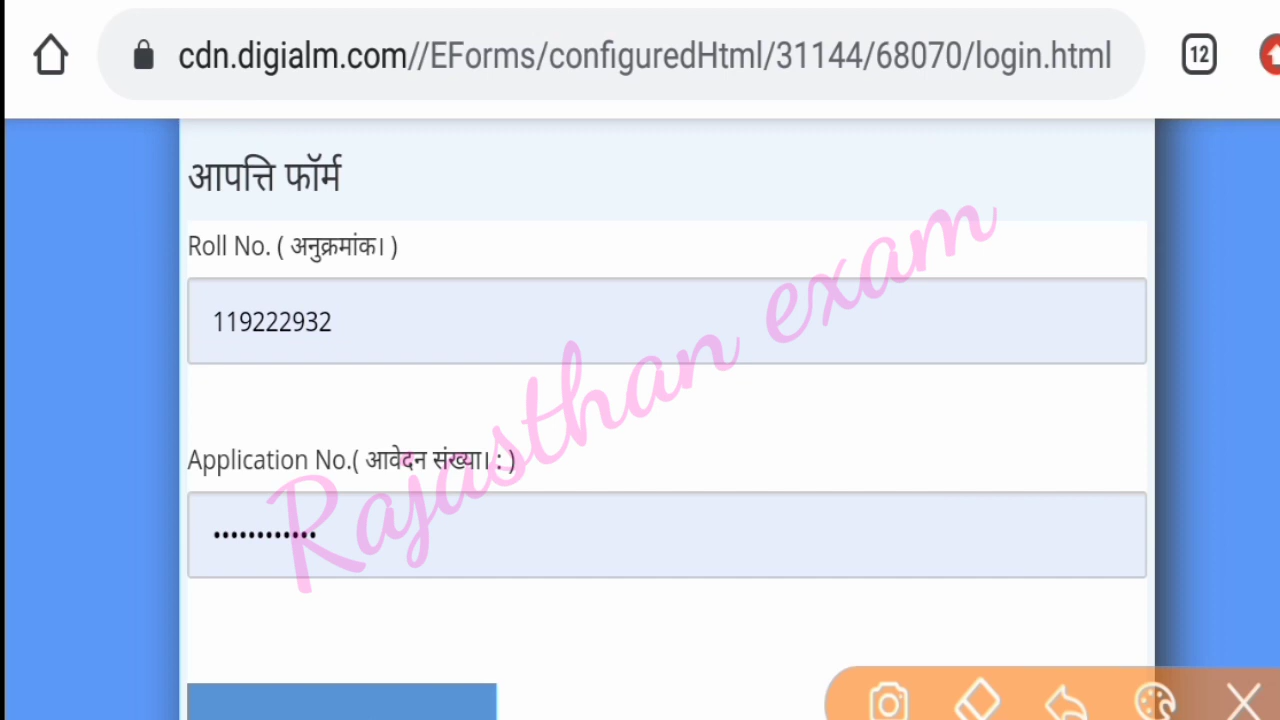 cdn.digialm.com//EForms/configuredHtml/31144/68070/login.html
12
आपत्ति फॉर्म
Roll No. ( अनुक्रमांक। )
119222932
Rajasthan exam
Application No.( आवेदन संख्या। : )
••••••••••••